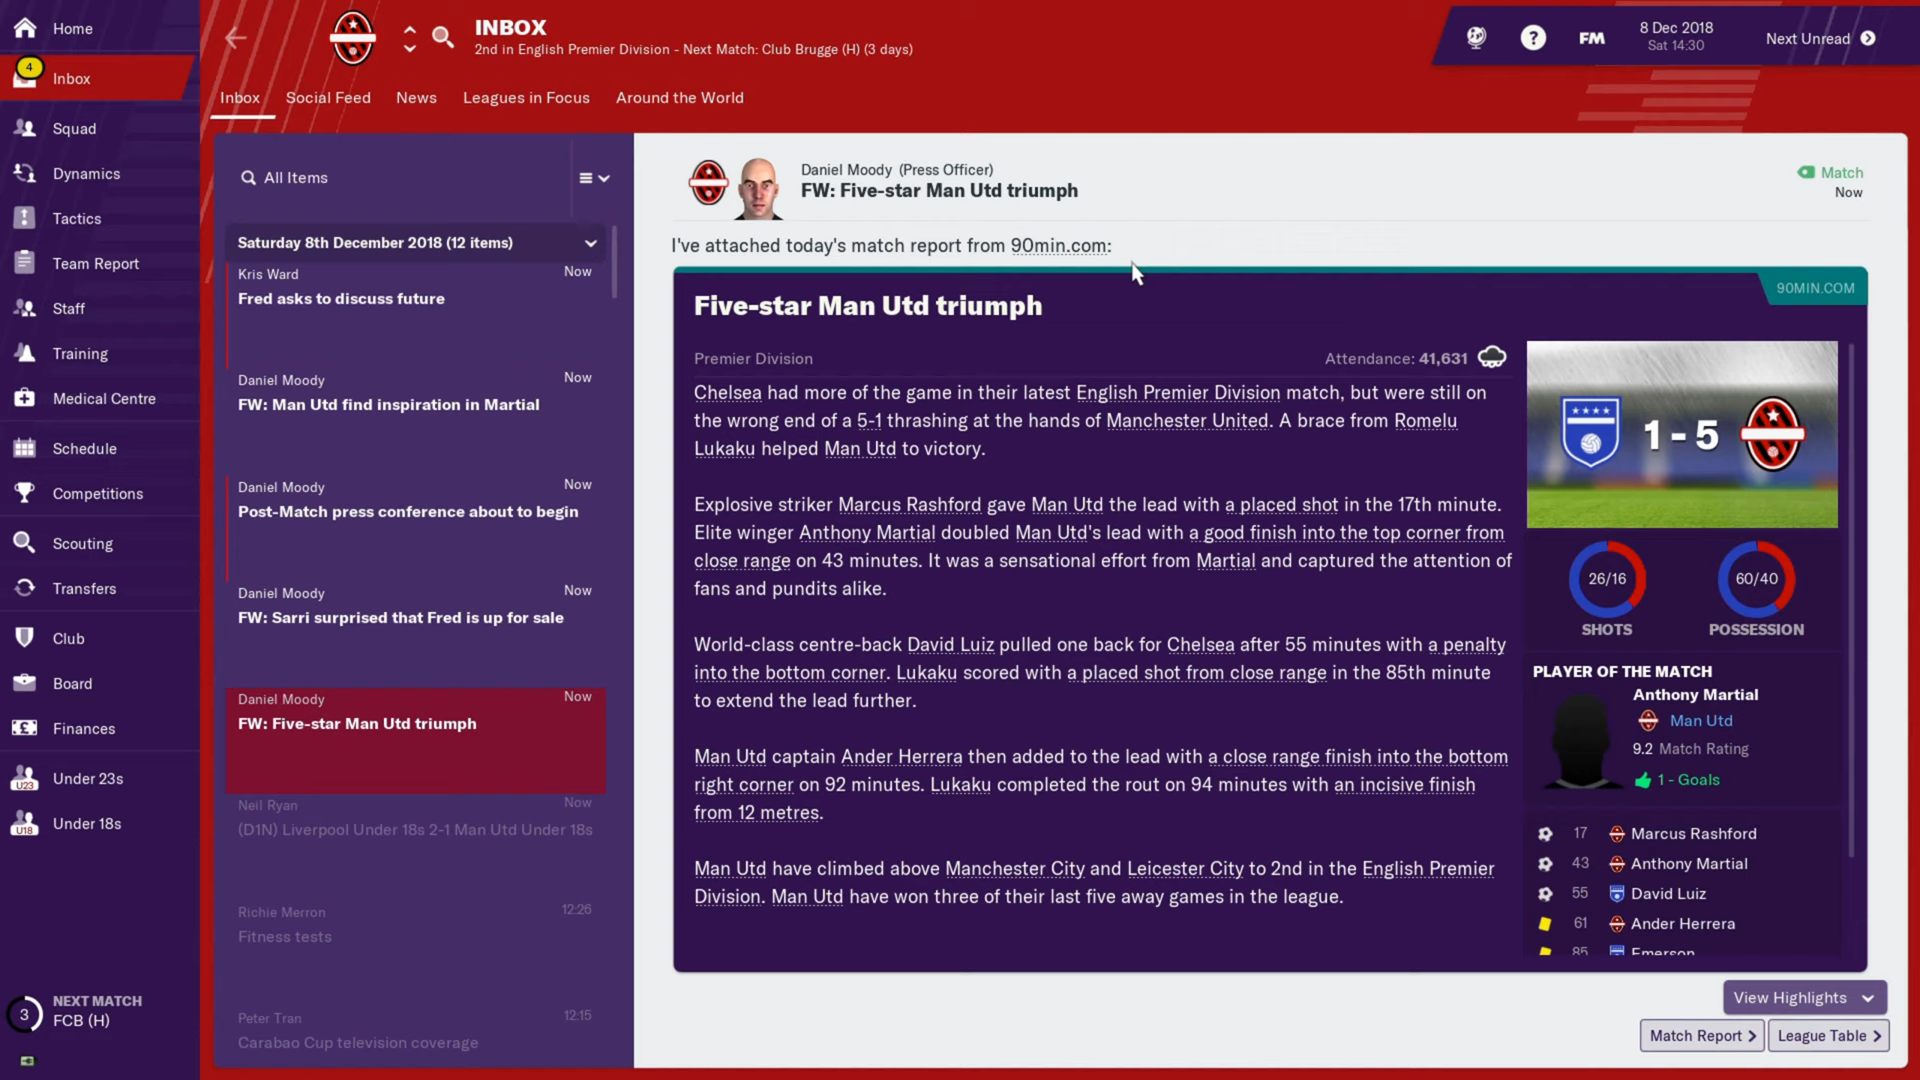 Home
4
Inbox
Squad
Dynamics
Tactics
Team Report
Staff
Training
Medical Centre
Schedule
Competitions
Scouting
Transfers
Club
Board
Finances
U23
Under 23s
U18
Under 18s
3
NEXT MATCH
FCB (H)
INBOX
2nd in English Premier Division - Next Match: Club Brugge (H) (3 days)
?
FM
8 Dec 2018
Sat 14:30
Next Unread
Inbox
Social Feed
News
Leagues in Focus
Around the World
All Items
Saturday 8th December 2018 (12 items)
Kris Ward
Now
Fred asks to discuss future
Daniel Moody
Now
FW: Man Utd find inspiration in Martial
Daniel Moody
Now
Post-Match press conference about to begin
Daniel Moody
Now
FW: Sarri surprised that Fred is up for sale
Daniel Moody
Now
FW: Five-star Man Utd triumph
Neil Ryan
Now
(D1N) Liverpool Under 18s 2-1 Man Utd Under 18s
Richie Merron
12:26
Fitness tests
Peter Tran
12:15
Carabao Cup television coverage
Daniel Moody (Press Officer)
FW: Five-star Man Utd triumph
Match
Now
I've attached today's match report from 90min.com:
90MIN.COM
Five-star Man Utd triumph
Premier Division
Attendance: 41,631
Chelsea had more of the game in their latest English Premier Division match, but were still on
the wrong end of a 5-1 thrashing at the hands of Manchester United. A brace from Romelu
Lukaku helped Man Utd to victory.
Explosive striker Marcus Rashford gave Man Utd the lead with a placed shot in the 17th minute.
Elite winger Anthony Martial doubled Man Utd's lead with a good finish into the top corner from
close range on 43 minutes. It was a sensational effort from Martial and captured the attention of
fans and pundits alike.
World-class centre-back David Luiz pulled one back for Chelsea after 55 minutes with a penalty
into the bottom corner. Lukaku scored with a placed shot from close range in the 85th minute
to extend the lead further.
Man Utd captain Ander Herrera then added to the lead with a close range finish into the bottom
right corner on 92 minutes. Lukaku completed the rout on 94 minutes with an incisive finish
from 12 metres.
Man Utd have climbed above Manchester City and Leicester City to 2nd in the English Premier
Division. Man Utd have won three of their last five away games in the league.
1 - 5
26/16
SHOTS
60/40
POSSESSION
PLAYER OF THE MATCH
Anthony Martial
Man Utd
9.2 Match Rating
1 - Goals
17 Marcus Rashford
43 Anthony Martial
55 David Luiz
61 Ander Herrera
85 Emerson
View Highlights
Match Report
League Table